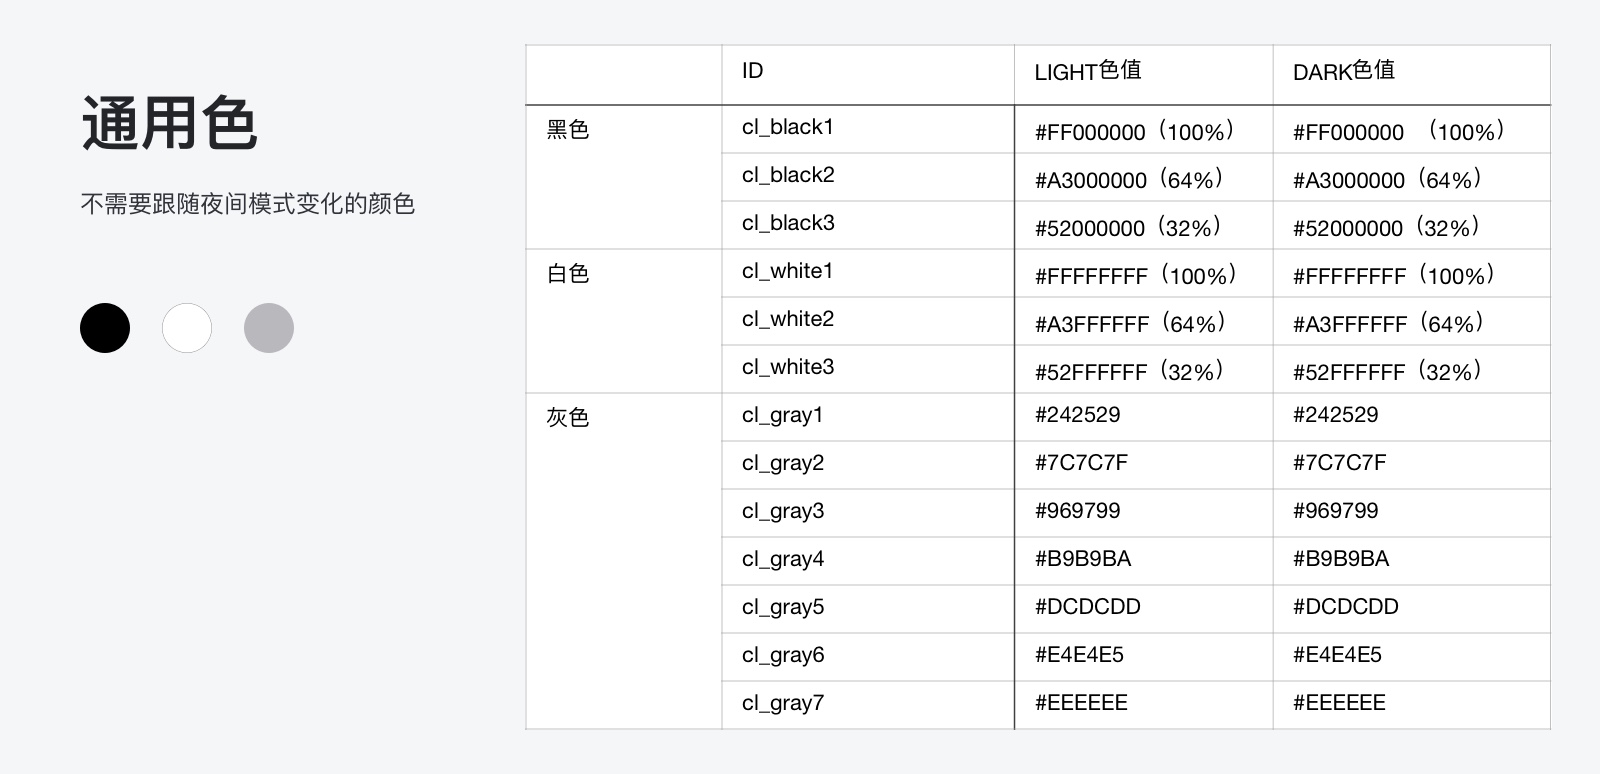 通用色
不需要跟随夜间模式变化的颜色
ID LIGHT色值 DARK色值
黑色 cl_black1 #FF000000（100%） #FF000000 （100%）
cl_black2 #A3000000（64%） #A3000000（64%）
cl_black3 #52000000（32%） #52000000（32%）
白色 cl_white1 #FFFFFFFF（100%） #FFFFFFFF（100%）
cl_white2 #A3FFFFFF（64%） #A3FFFFFF（64%）
cl_white3 #52FFFFFF（32%） #52FFFFFF（32%）
灰色 cl_gray1 #242529 #242529
cl_gray2 #7C7C7F #7C7C7F
cl_gray3 #969799 #969799
cl_gray4 #B9B9BA #B9B9BA
cl_gray5 #DCDCDD #DCDCDD
cl_gray6 #E4E4E5 #E4E4E5
cl_gray7 #EEEEEE #EEEEEE